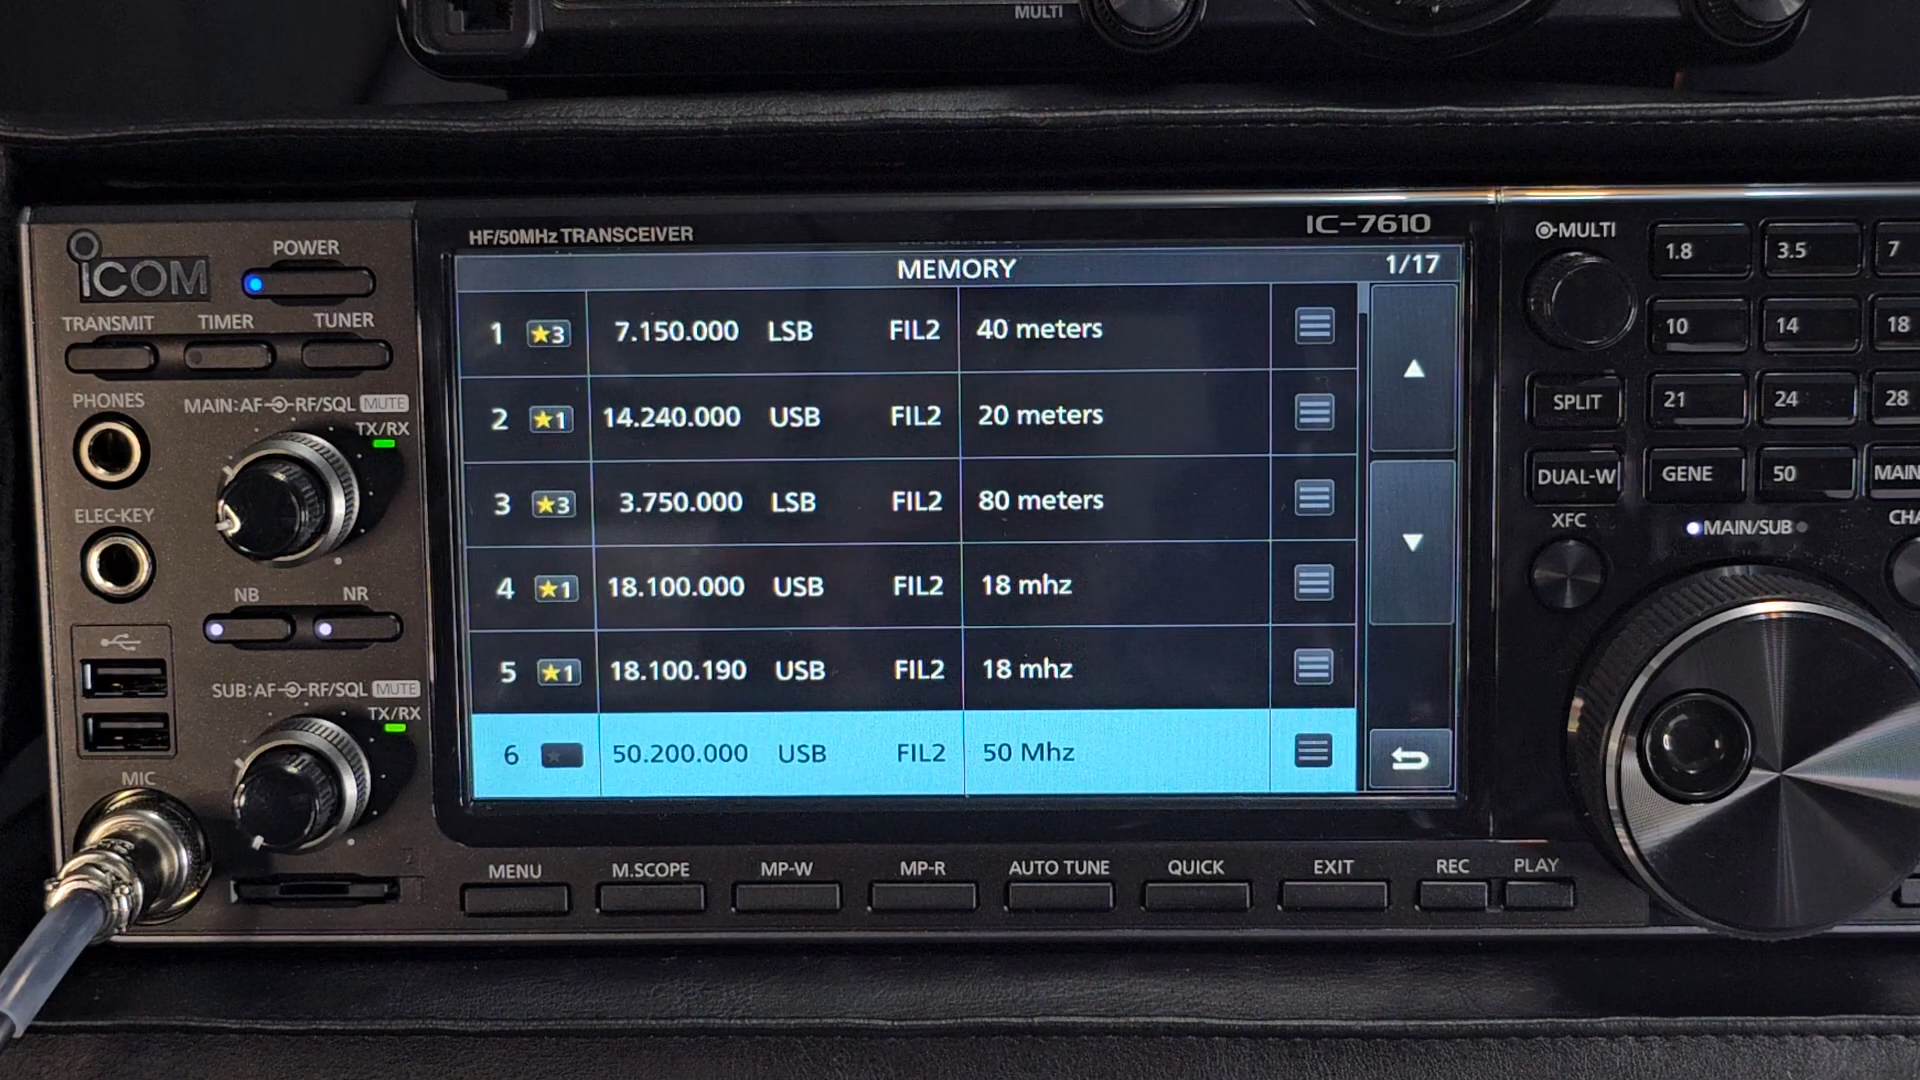 MULTI
HF/50MHz TRANSCEIVER
IC-7610
ICOM
POWER
TRANSMIT TIMER TUNER
PHONES
MAIN:AF RF/SQL MUTE
TX/RX
ELEC-KEY
NB NR
SUB:AF RF/SQL MUTE
TX/RX
MIC
MEMORY 1/17
1 ★3 7.150.000 LSB FIL2 40 meters
2 ★1 14.240.000 USB FIL2 20 meters
3 ★3 3.750.000 LSB FIL2 80 meters
4 ★1 18.100.000 USB FIL2 18 mhz
5 ★1 18.100.190 USB FIL2 18 mhz
6 50.200.000 USB FIL2 50 Mhz
MENU M.SCOPE MP-W MP-R AUTO TUNE QUICK EXIT REC PLAY
MULTI
1.8 3.5 7
10 14 18
SPLIT 21 24 28
DUAL-W GENE 50 MAIN
XFC MAIN/SUB CHA